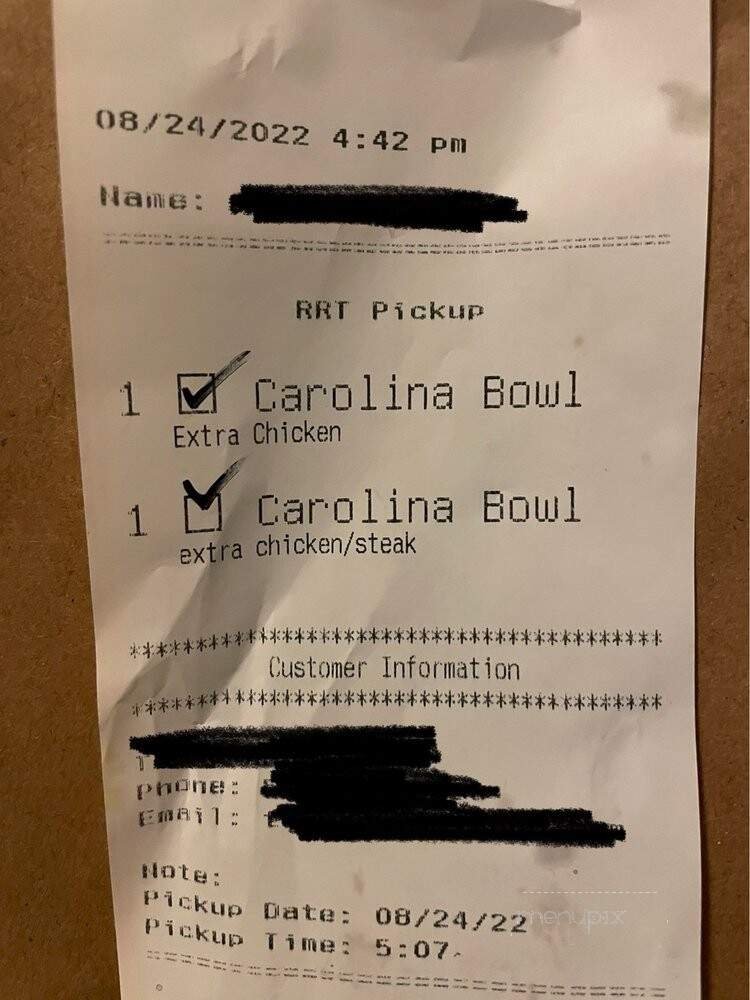 08/24/2022 4:42 pm
Name:
RRT Pickup
1 Carolina Bowl
Extra Chicken
1 Carolina Bowl
extra chicken/steak
******************************************
Customer Information
******************************************
Phone:
Email:
Note:
Pickup Date: 08/24/22
Pickup Time: 5:07
menupix